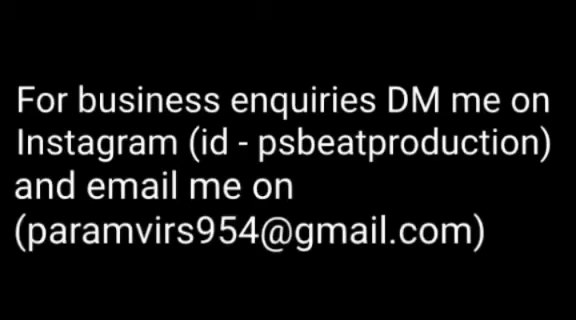 For business enquiries DM me on
Instagram (id - psbeatproduction)
and email me on
(paramvirs954@gmail.com)